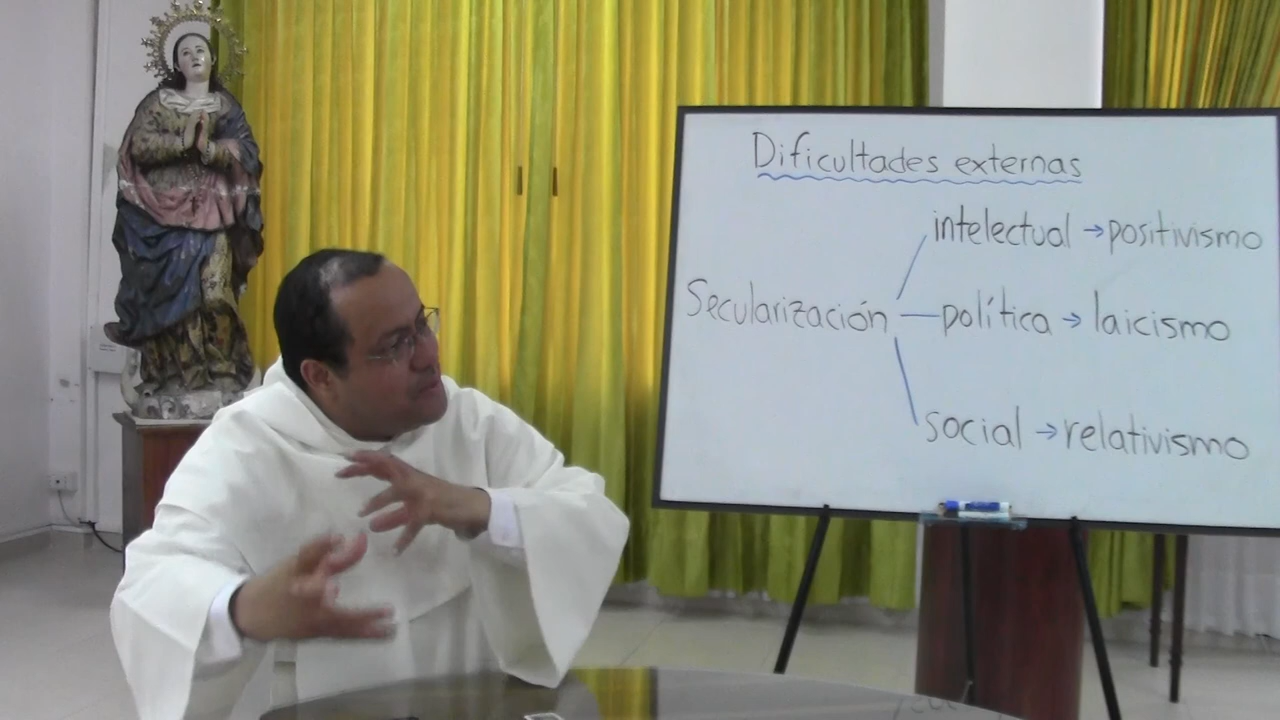 Dificultades externas
intelectual → positivismo
Secularización — política → laicismo
social → relativismo